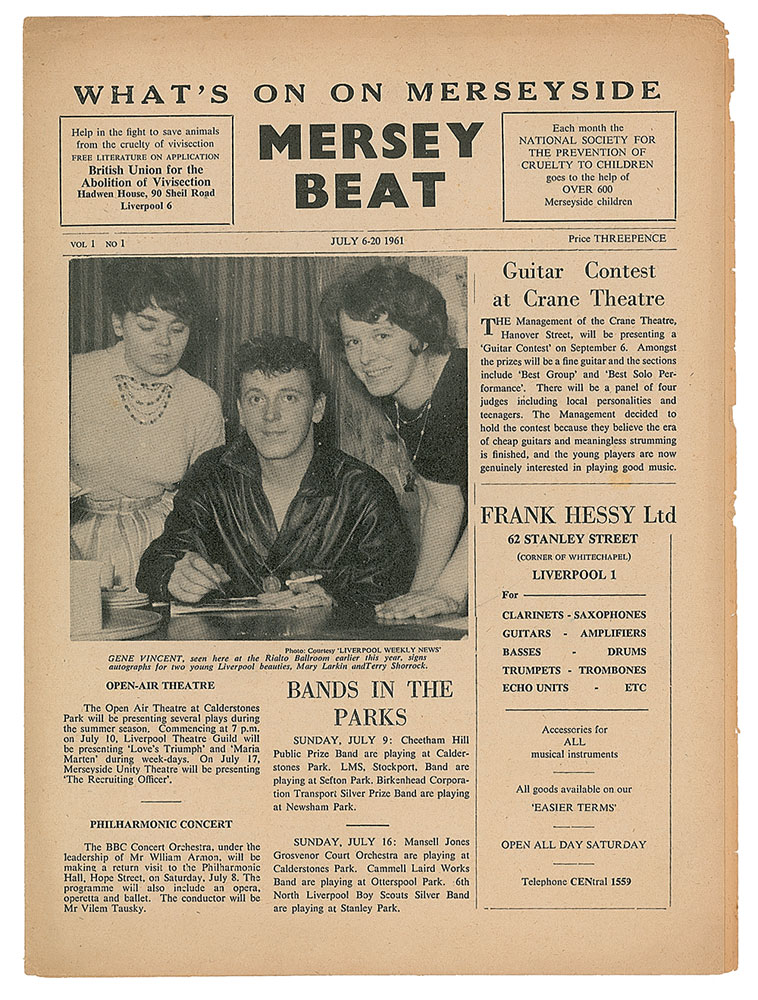 WHAT'S ON ON MERSEYSIDE
Help in the fight to save animals
from the cruelty of vivisection
FREE LITERATURE ON APPLICATION
British Union for the
Abolition of Vivisection
Hadwen House, 90 Sheil Road
Liverpool 6
MERSEY
BEAT
Each month the
NATIONAL SOCIETY FOR
THE PREVENTION OF
CRUELTY TO CHILDREN
goes to the help of
OVER 600
Merseyside children
VOL 1 NO 1
JULY 6-20 1961
Price THREEPENCE
Photo: Courtesy 'LIVERPOOL WEEKLY NEWS'
GENE VINCENT, seen here at the Rialto Ballroom earlier this year, signs
autographs for two young Liverpool beauties, Mary Larkin andTerry Shorrock.
OPEN-AIR THEATRE
The Open Air Theatre at Calderstones
Park will be presenting several plays during
the summer season. Commencing at 7 p.m.
on July 10, Liverpool Theatre Guild will
be presenting 'Love's Triumph' and 'Maria
Marten' during week-days. On July 17,
Merseyside Unity Theatre will be presenting
'The Recruiting Officer'.
PHILHARMONIC CONCERT
The BBC Concert Orchestra, under the
leadership of Mr William Armon, will be
making a return visit to the Philharmonic
Hall, Hope Street, on Saturday, July 8. The
programme will also include an opera,
operetta and ballet. The conductor will be
Mr Vilem Tausky.
BANDS IN THE
PARKS
SUNDAY, JULY 9: Cheetham Hill
Public Prize Band are playing at Calder-
stones Park. LMS, Stockport, Band are
playing at Sefton Park. Birkenhead Corpora-
tion Transport Silver Prize Band are playing
at Newsham Park.
SUNDAY, JULY 16: Mansell Jones
Grosvenor Court Orchestra are playing at
Calderstones Park. Cammell Laird Works
Band are playing at Otterspool Park. 6th
North Liverpool Boy Scouts Silver Band
are playing at Stanley Park.
Guitar Contest
at Crane Theatre
THE Management of the Crane Theatre,
Hanover Street, will be presenting a
'Guitar Contest' on September 6. Amongst
the prizes will be a fine guitar and the sections
include 'Best Group' and 'Best Solo Per-
formance'. There will be a panel of four
judges including local personalities and
teenagers. The Management decided to
hold the contest because they believe the era
of cheap guitars and meaningless strumming
is finished, and the young players are now
genuinely interested in playing good music.
FRANK HESSY Ltd
62 STANLEY STREET
(CORNER OF WHITECHAPEL)
LIVERPOOL 1
For
CLARINETS - SAXOPHONES
GUITARS - AMPLIFIERS
BASSES - DRUMS
TRUMPETS - TROMBONES
ECHO UNITS - ETC
Accessories for
ALL
musical instruments
All goods available on our
'EASIER TERMS'
OPEN ALL DAY SATURDAY
Telephone CENtral 1559